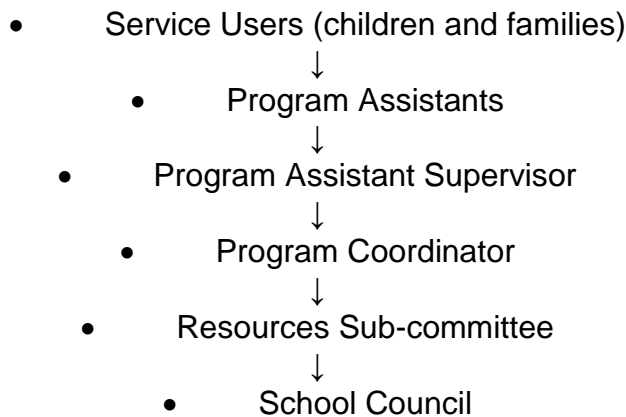 • Service Users (children and families)
↓
• Program Assistants
↓
• Program Assistant Supervisor
↓
• Program Coordinator
↓
• Resources Sub-committee
↓
• School Council